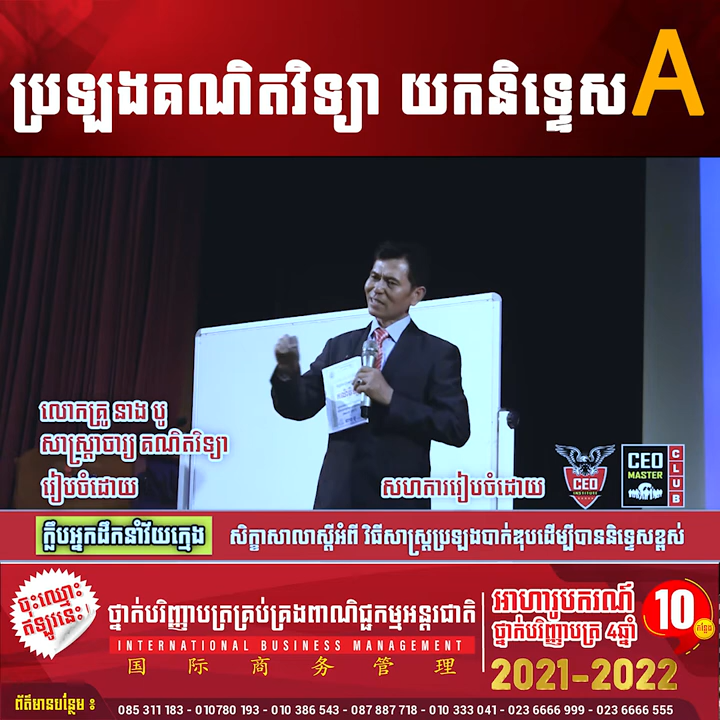 ប្រឡងគណិតវិទ្យា យកនិទ្ទេស A
លោកគ្រូ នាង បូ
សាស្ត្រាចារ្យ គណិតវិទ្យា
រៀបចំដោយ
សហការរៀបចំដោយ
CEO
INSTITUTE
CEO
MASTER
CLUB
ក្លឹបអ្នកដឹកនាំវ័យក្មេង
សិក្ខាសាលាស្តីអំពី វិធីសាស្ត្រប្រឡងបាក់ឌុបដើម្បីបាននិទ្ទេសខ្ពស់
ចុះឈ្មោះ
ឥឡូវនេះ!
ថ្នាក់បរិញ្ញាបត្រគ្រប់គ្រងពាណិជ្ជកម្មអន្តរជាតិ
INTERNATIONAL BUSINESS MANAGEMENT
国际商务管理
អាហារូបករណ៍
ថ្នាក់បរិញ្ញាបត្រ 4ឆ្នាំ
10
កន្លែង
2021-2022
ព័ត៌មានបន្ថែម ៖
085 311 183 - 010780 193 - 010 386 543 - 087 887 718 - 010 333 041 - 023 6666 999 - 023 6666 555